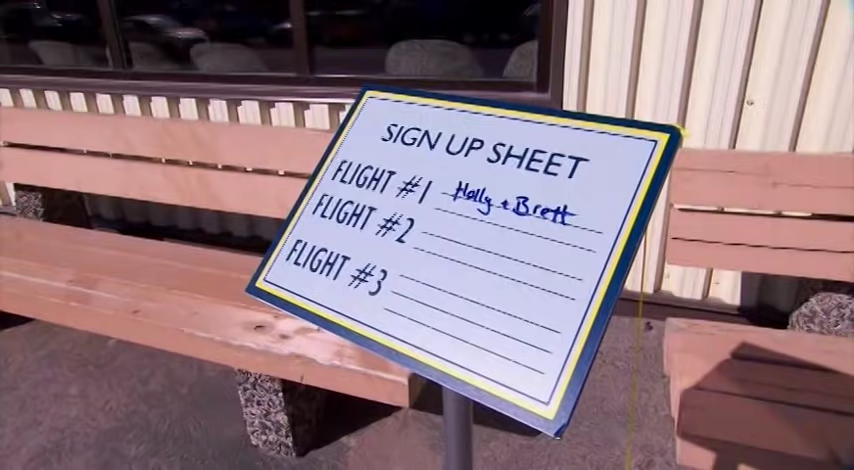 SIGN UP SHEET
FLIGHT #1 Holly + Brett
FLIGHT #2
FLIGHT #3